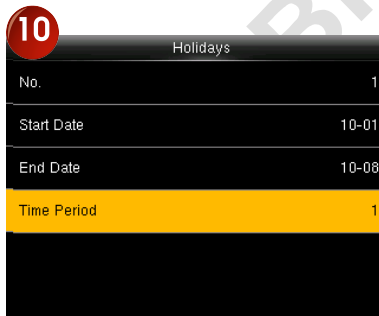 10
Holidays
No. 1
Start Date 10-01
End Date 10-08
Time Period 1